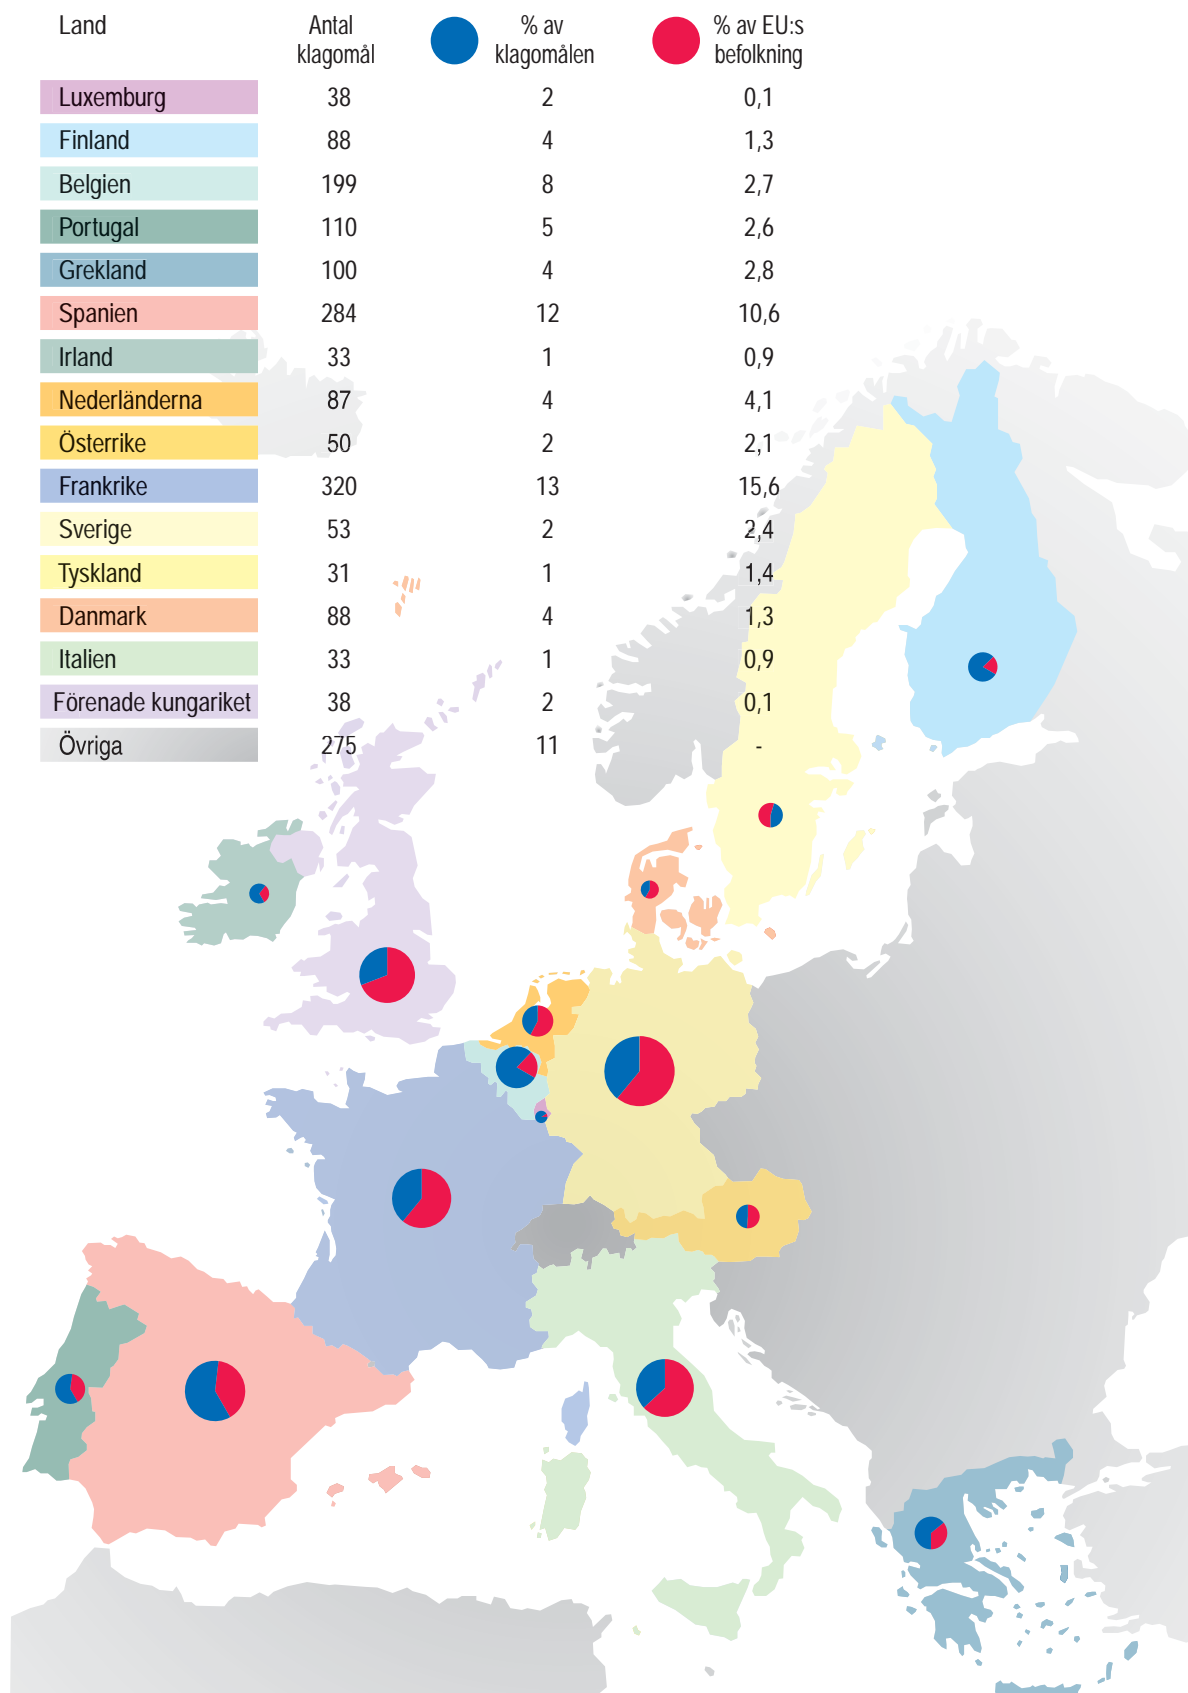 Land Antal klagomål % av klagomålen % av EU:s befolkning
Luxemburg 38 2 0,1
Finland 88 4 1,3
Belgien 199 8 2,7
Portugal 110 5 2,6
Grekland 100 4 2,8
Spanien 284 12 10,6
Irland 33 1 0,9
Nederländerna 87 4 4,1
Österrike 50 2 2,1
Frankrike 320 13 15,6
Sverige 53 2 2,4
Tyskland 31 1 1,4
Danmark 88 4 1,3
Italien 33 1 0,9
Förenade kungariket 38 2 0,1
Övriga 275 11 -